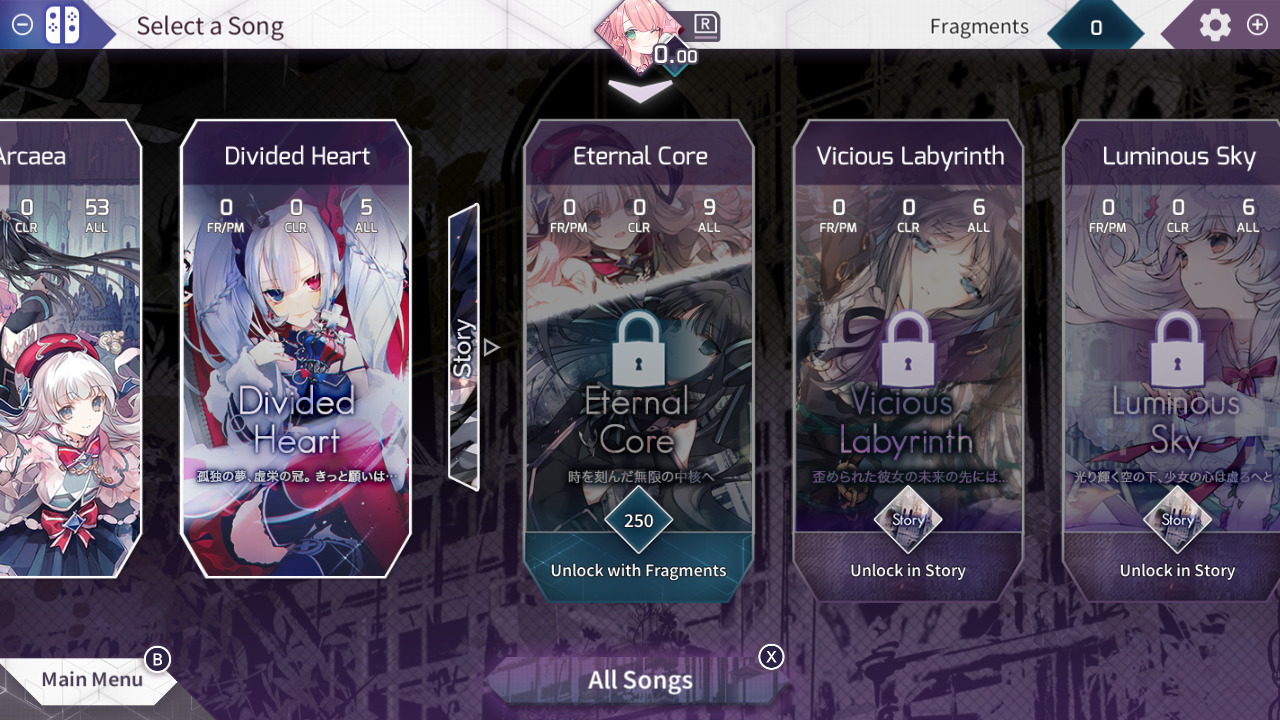 Select a Song
R
0.00
Fragments
0
Arcaea
0
CLR
53
ALL
Divided Heart
0
FR/PM
0
CLR
5
ALL
Divided
Heart
孤独の夢、虚栄の冠。きっと願いは…
Story
Eternal Core
0
FR/PM
0
CLR
9
ALL
Eternal
Core
時を刻んだ無限の中核へ
250
Unlock with Fragments
Vicious Labyrinth
0
FR/PM
0
CLR
6
ALL
Vicious
Labyrinth
歪められた彼女の未来の先には...
Story
Unlock in Story
Luminous Sky
0
FR/PM
0
CLR
6
ALL
Luminous
Sky
光り輝く空の下、少女の心は虚ろへと
Story
Unlock in Story
Main Menu
B
All Songs
X